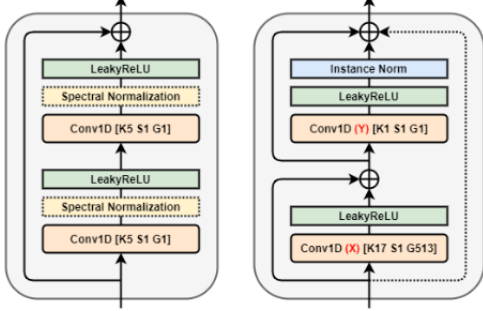 LeakyReLU
Spectral Normalization
Conv1D [K5 S1 G1]
LeakyReLU
Spectral Normalization
Conv1D [K5 S1 G1]
Instance Norm
LeakyReLU
Conv1D (Y) [K1 S1 G1]
LeakyReLU
Conv1D (X) [K17 S1 G513]